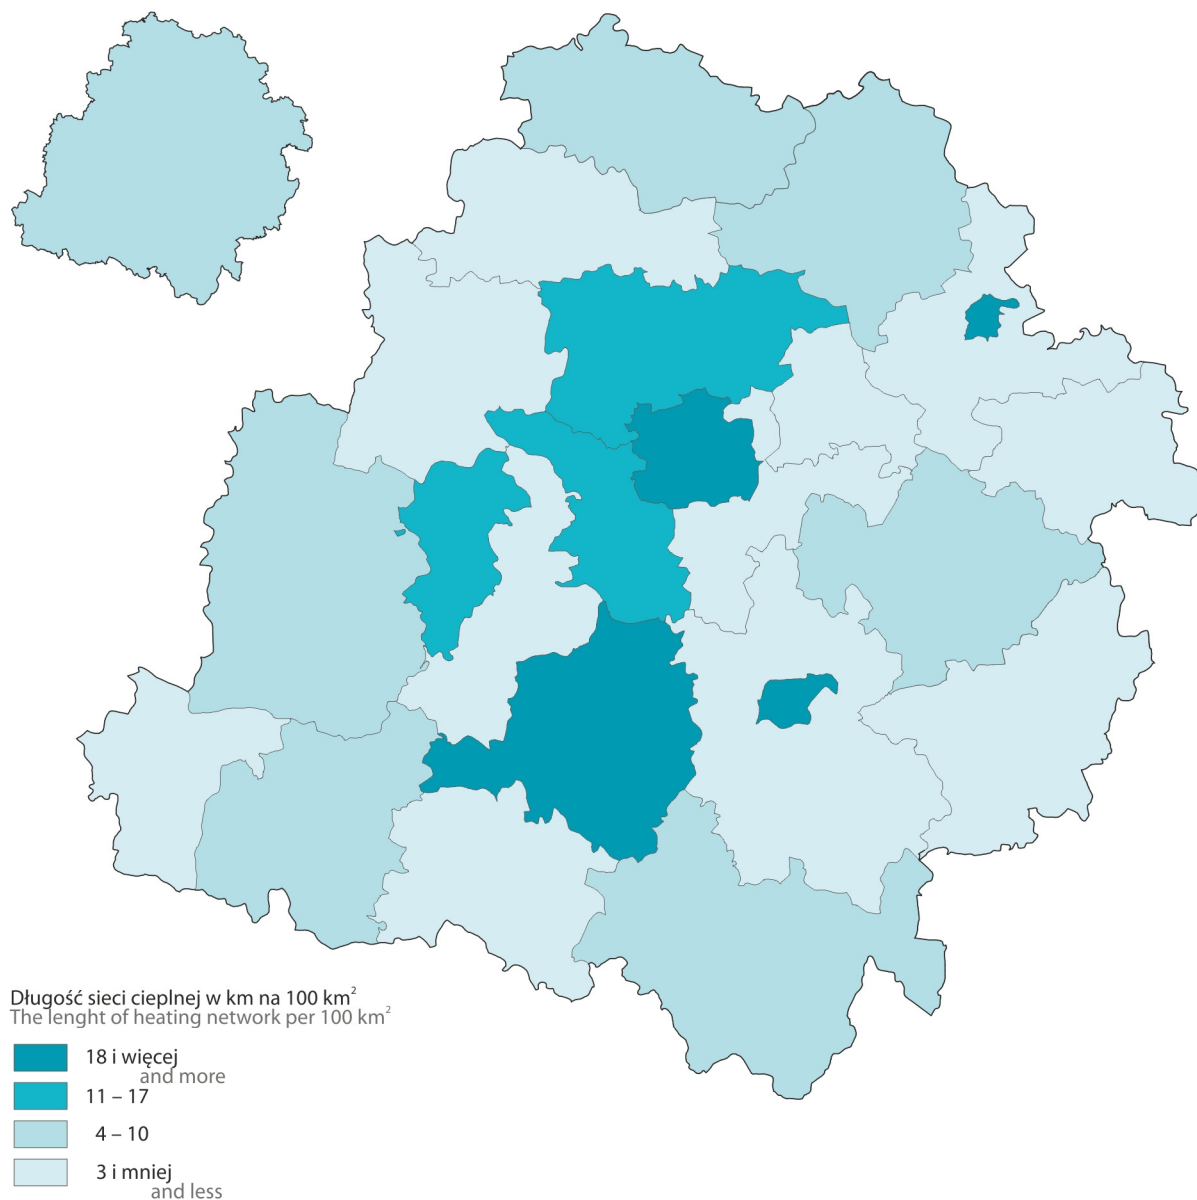 Długość sieci cieplnej w km na 100 km²
The lenght of heating network per 100 km²
18 i więcej
and more
11 – 17
4 – 10
3 i mniej
and less